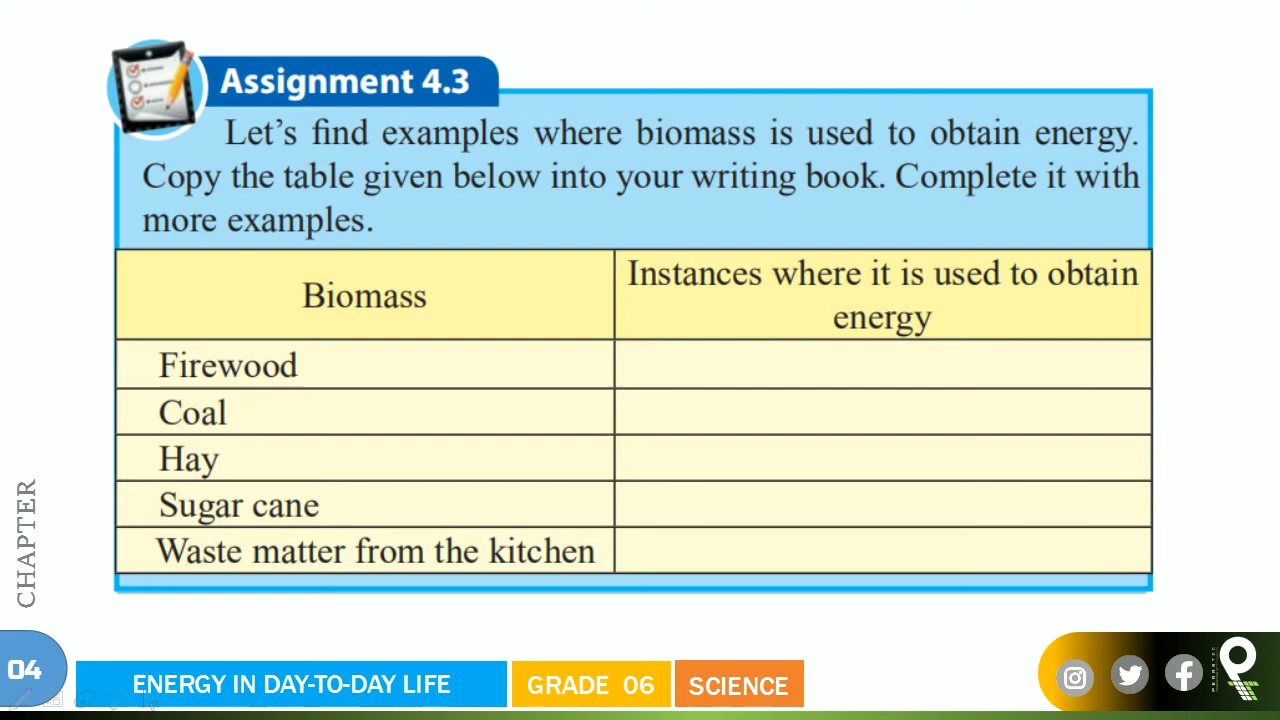 Assignment 4.3
Let’s find examples where biomass is used to obtain energy.
Copy the table given below into your writing book. Complete it with
more examples.
Biomass
Instances where it is used to obtain
energy
Firewood
Coal
Hay
Sugar cane
Waste matter from the kitchen
CHAPTER
04
ENERGY IN DAY-TO-DAY LIFE
GRADE 06
SCIENCE